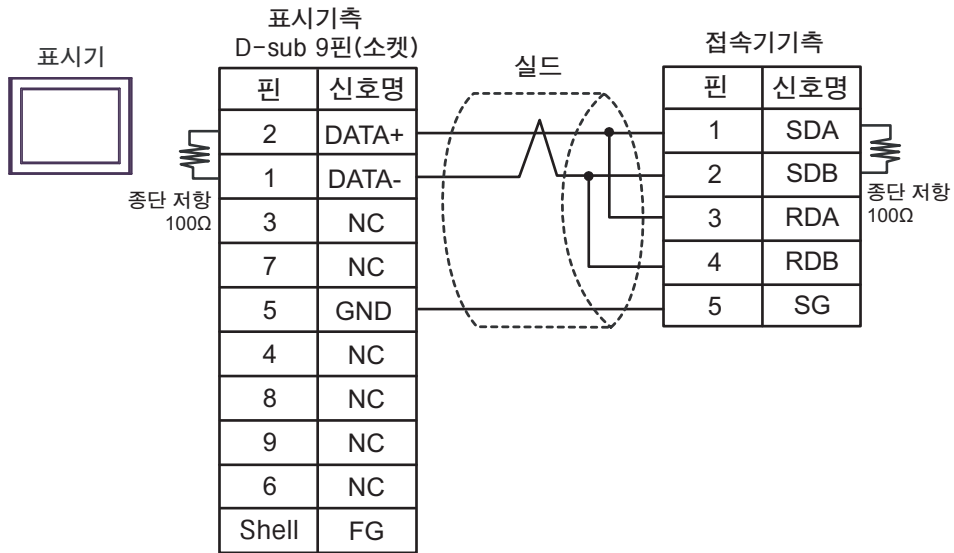 표시기
표시기측
D-sub 9핀(소켓)
핀 신호명
2 DATA+
1 DATA-
3 NC
7 NC
5 GND
4 NC
8 NC
9 NC
6 NC
Shell FG
종단 저항
100Ω
실드
접속기기측
핀 신호명
1 SDA
2 SDB
3 RDA
4 RDB
5 SG
종단 저항
100Ω